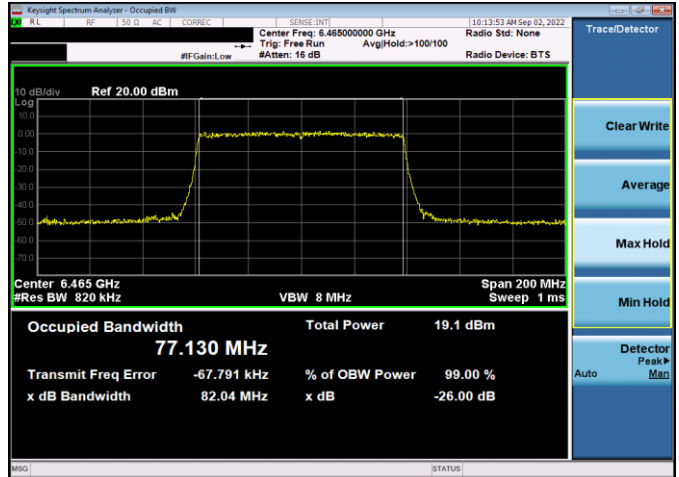 Keysight Spectrum Analyzer - Occupied BW
RL RF 50 Ω AC CORREC SENSE:INT 10:13:53 AM Sep 02, 2022
Center Freq: 6.465000000 GHz Radio Std: None
Trig: Free Run Avg|Hold:>100/100
#IFGain:Low #Atten: 16 dB Radio Device: BTS
Trace/Detector
10 dB/div Ref 20.00 dBm
Log
10.0
0.00
-10.0
-20.0
-30.0
-40.0
-50.0
-60.0
-70.0
Center 6.465 GHz Span 200 MHz
#Res BW 820 kHz VBW 8 MHz Sweep 1 ms
Occupied Bandwidth Total Power 19.1 dBm
77.130 MHz
Transmit Freq Error -67.791 kHz % of OBW Power 99.00 %
x dB Bandwidth 82.04 MHz x dB -26.00 dB
Clear Write
Average
Max Hold
Min Hold
Detector
Peak▶
Auto Man
MSG STATUS